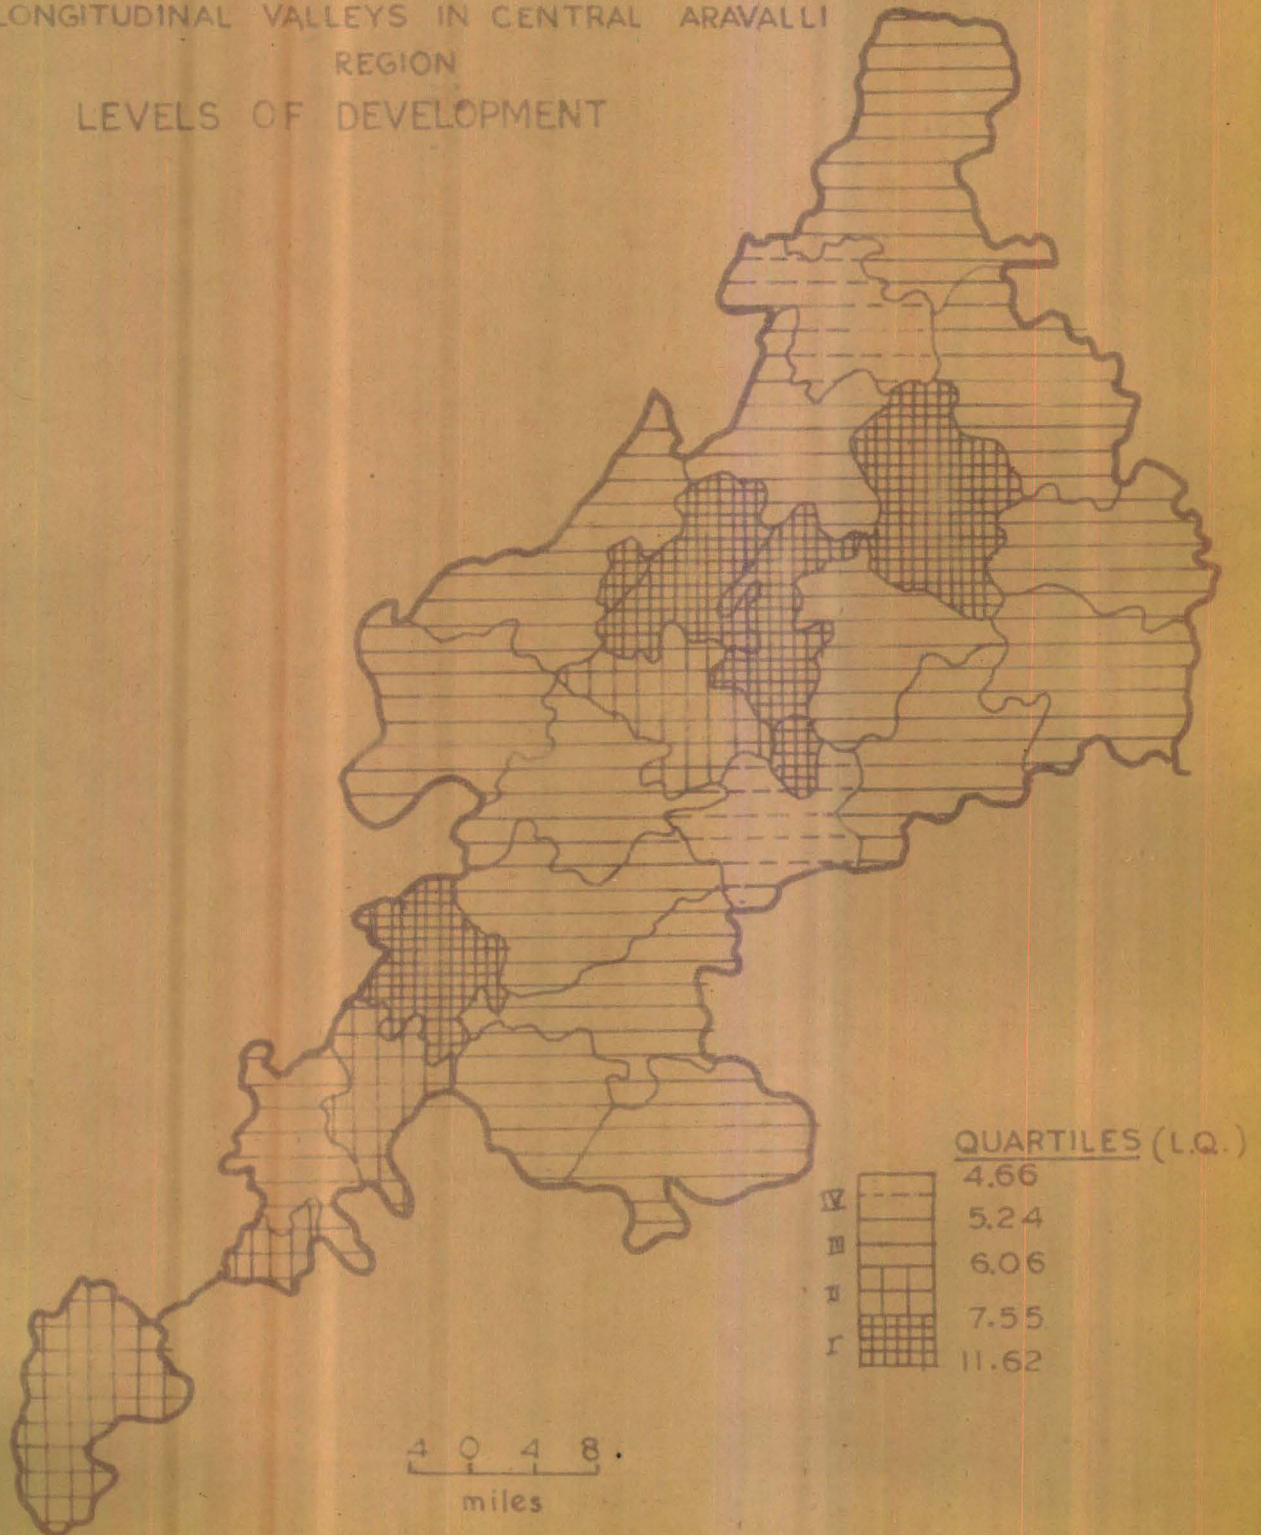 LONGITUDINAL VALLEYS IN CENTRAL ARAVALLI
REGION
LEVELS OF DEVELOPMENT
QUARTILES (L.Q.)
4.66
IV
5.24
III
6.06
II
7.55
I
11.62
4 0 4 8
miles